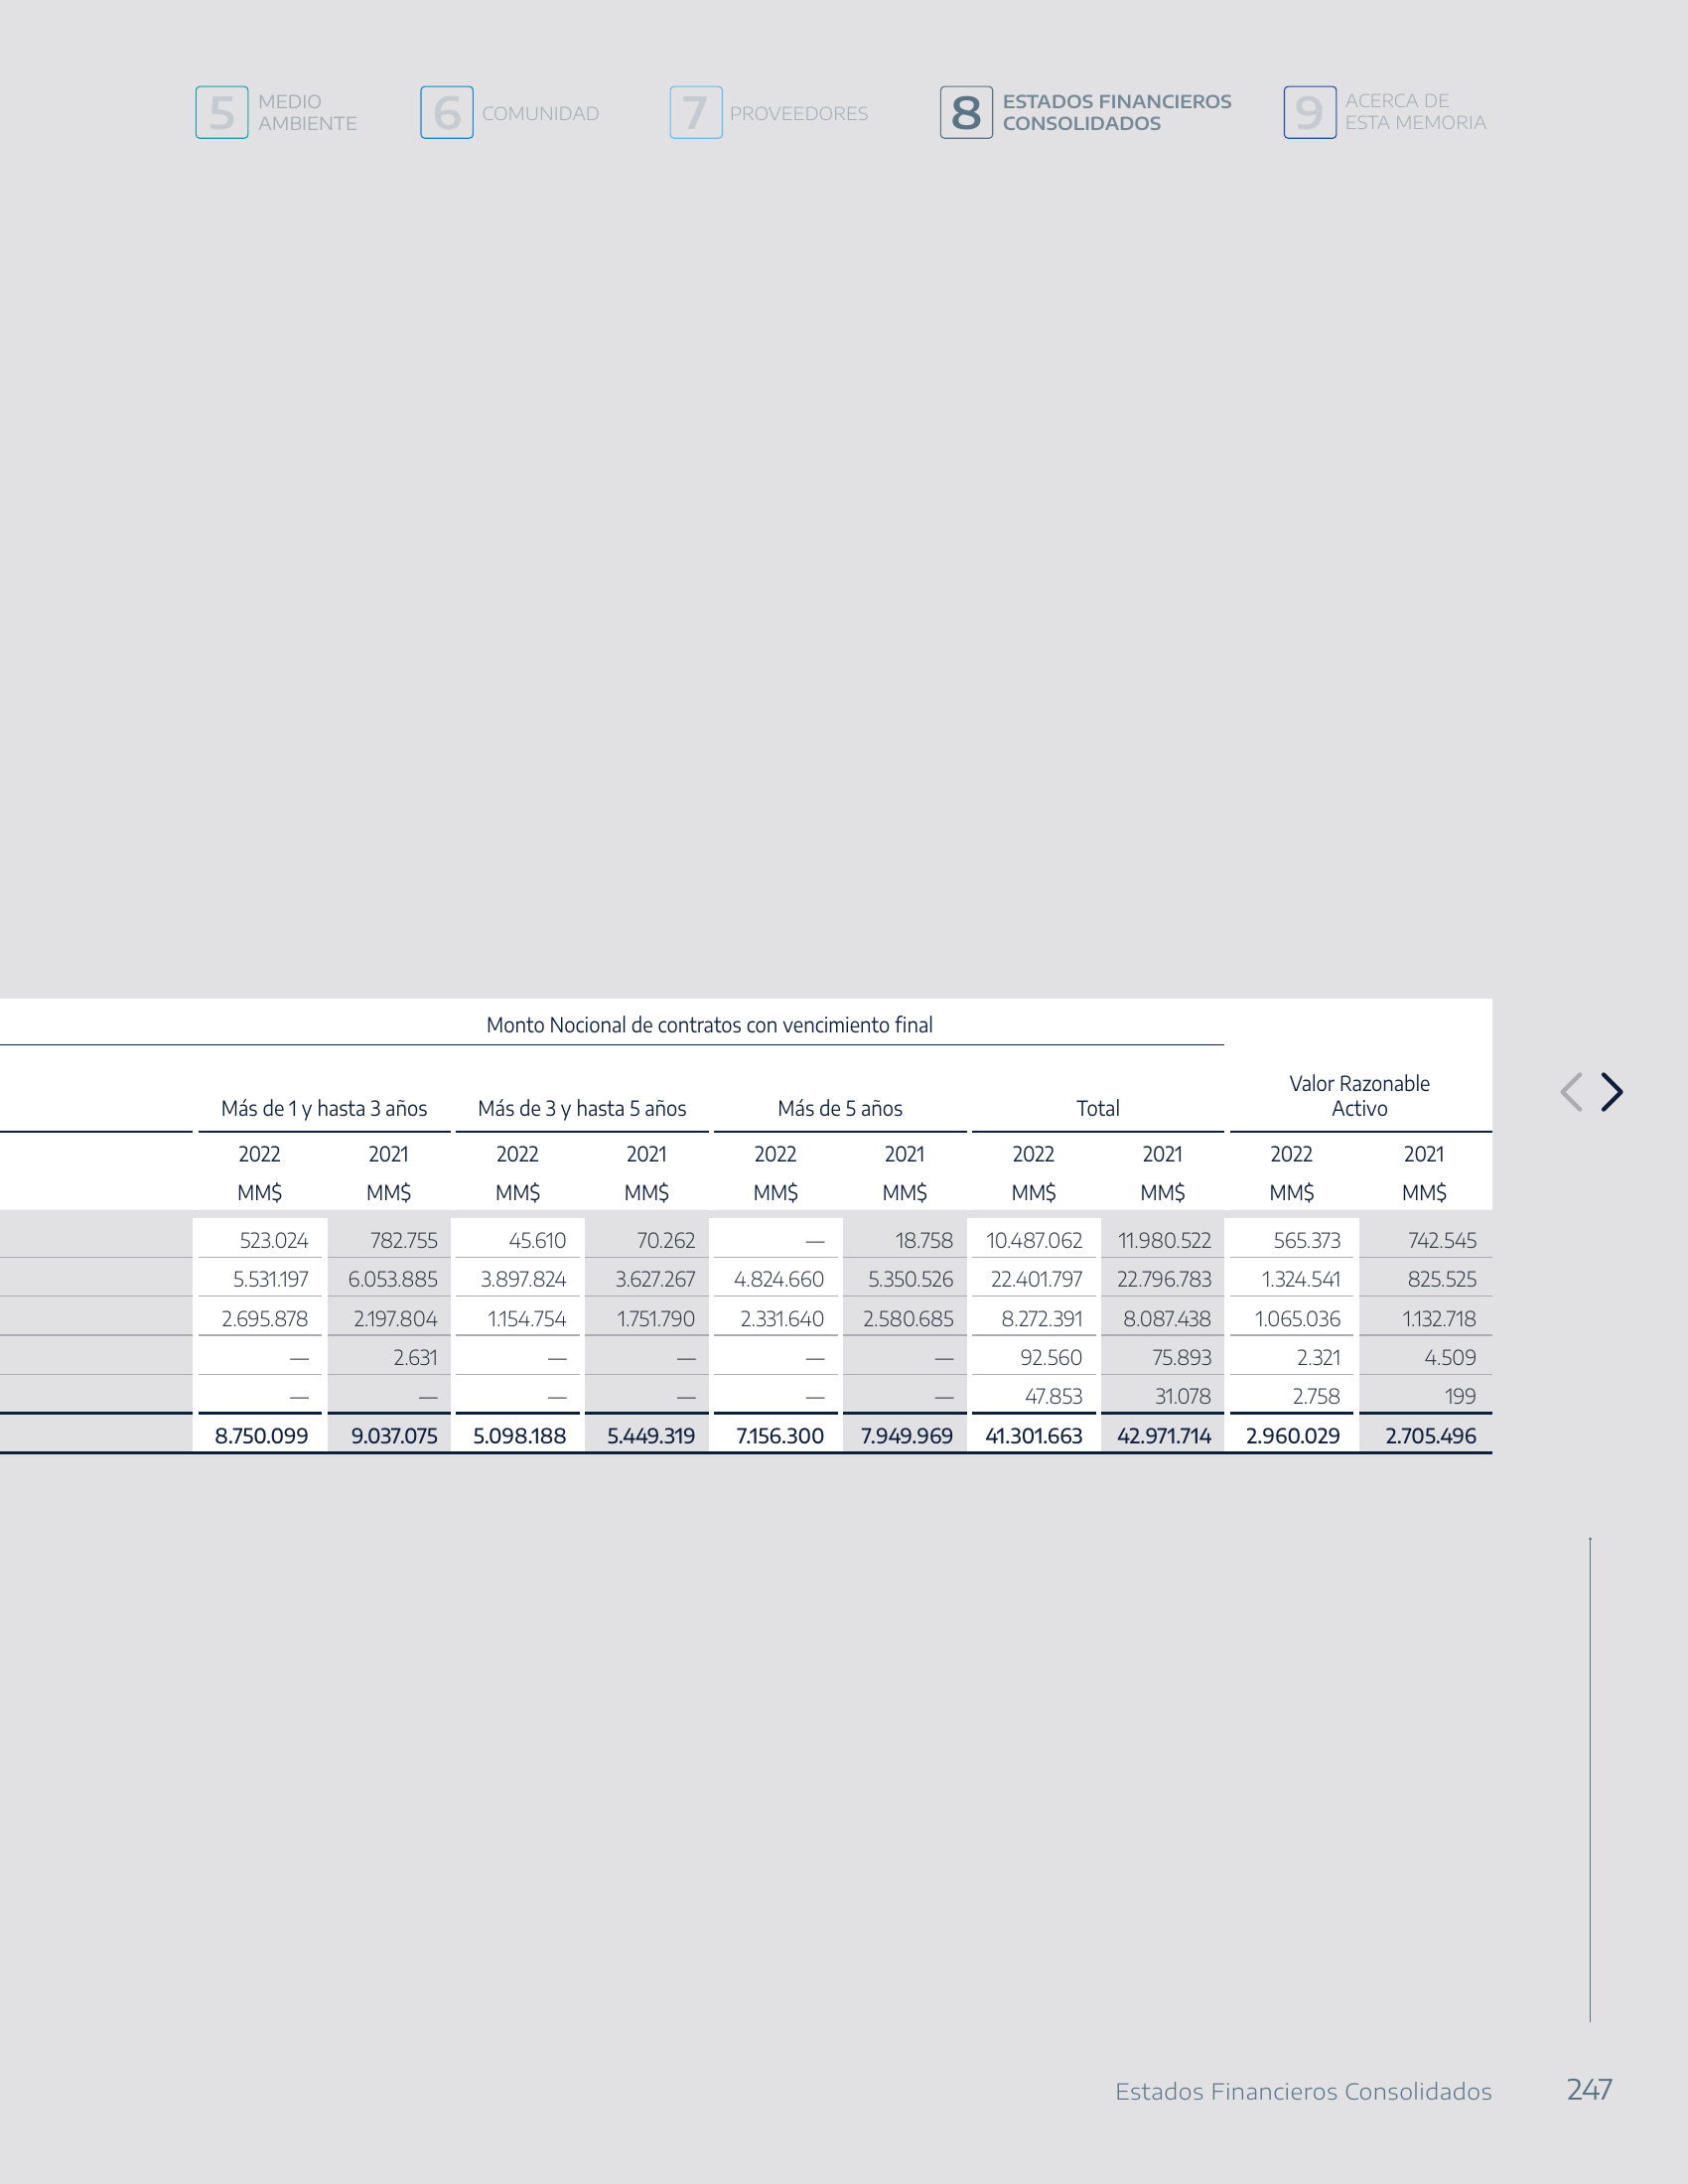 5 MEDIO AMBIENTE 6 COMUNIDAD 7 PROVEEDORES 8 ESTADOS FINANCIEROS CONSOLIDADOS 9 ACERCA DE ESTA MEMORIA
Monto Nocional de contratos con vencimiento final
Más de 1 y hasta 3 años Más de 3 y hasta 5 años Más de 5 años Total Valor Razonable Activo
2022 2021 2022 2021 2022 2021 2022 2021 2022 2021
MM$ MM$ MM$ MM$ MM$ MM$ MM$ MM$ MM$ MM$
523.024 782.755 45.610 70.262 — 18.758 10.487.062 11.980.522 565.373 742.545
5.531.197 6.053.885 3.897.824 3.627.267 4.824.660 5.350.526 22.401.797 22.796.783 1.324.541 825.525
2.695.878 2.197.804 1.154.754 1.751.790 2.331.640 2.580.685 8.272.391 8.087.438 1.065.036 1.132.718
— 2.631 — — — — 92.560 75.893 2.321 4.509
— — — — — — 47.853 31.078 2.758 199
8.750.099 9.037.075 5.098.188 5.449.319 7.156.300 7.949.969 41.301.663 42.971.714 2.960.029 2.705.496
Estados Financieros Consolidados 247